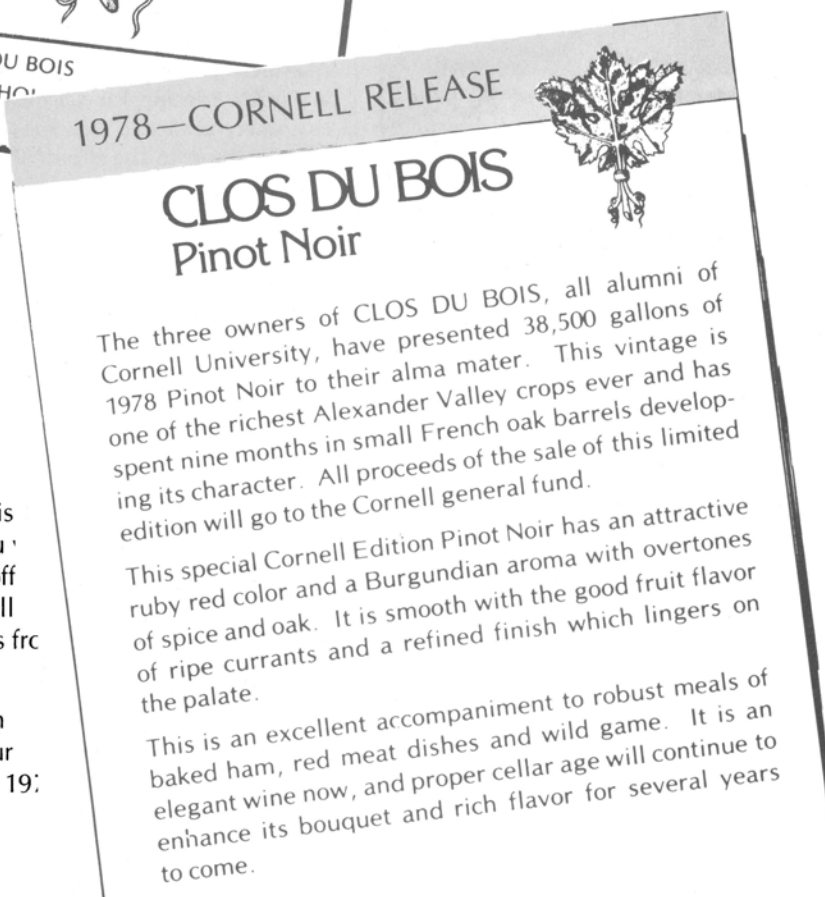 DU BOIS
1978—CORNELL RELEASE
CLOS DU BOIS
Pinot Noir
The three owners of CLOS DU BOIS, all alumni of
Cornell University, have presented 38,500 gallons of
1978 Pinot Noir to their alma mater. This vintage is
one of the richest Alexander Valley crops ever and has
spent nine months in small French oak barrels develop-
ing its character. All proceeds of the sale of this limited
edition will go to the Cornell general fund.
This special Cornell Edition Pinot Noir has an attractive
ruby red color and a Burgundian aroma with overtones
of spice and oak. It is smooth with the good fruit flavor
of ripe currants and a refined finish which lingers on
the palate.
This is an excellent accompaniment to robust meals of
baked ham, red meat dishes and wild game. It is an
elegant wine now, and proper cellar age will continue to
enhance its bouquet and rich flavor for several years
to come.